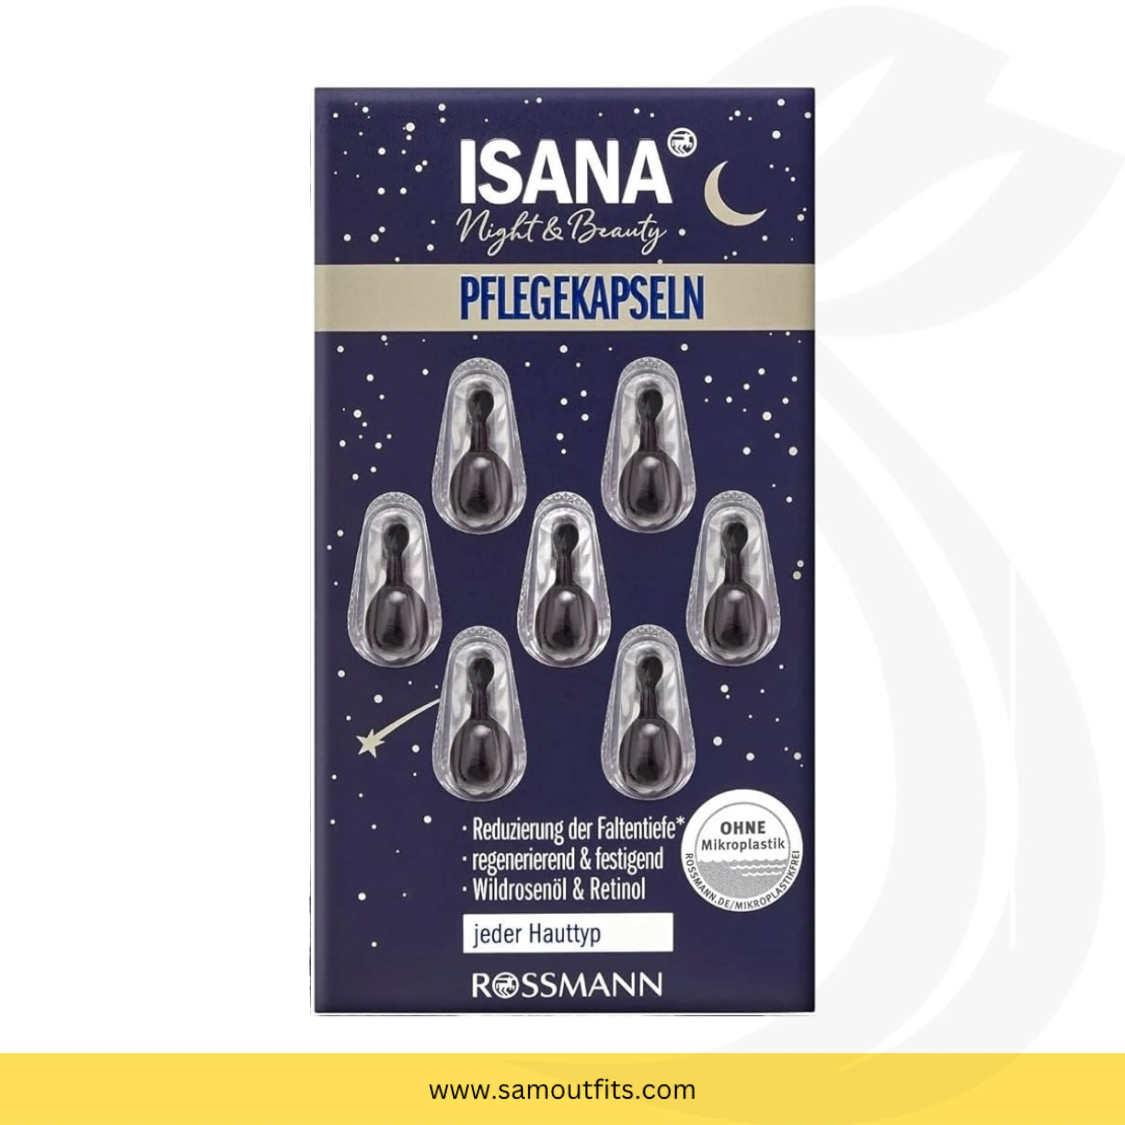 ISANA
Night & Beauty
PFLEGEKAPSELN
· Reduzierung der Faltentiefe*
· regenerierend & festigend
· Wildrosenöl & Retinol
OHNE
Mikroplastik
ROSSMANN.DE/MIKROPLASTIKFREI
jeder Hauttyp
ROSSMANN
www.samoutfits.com